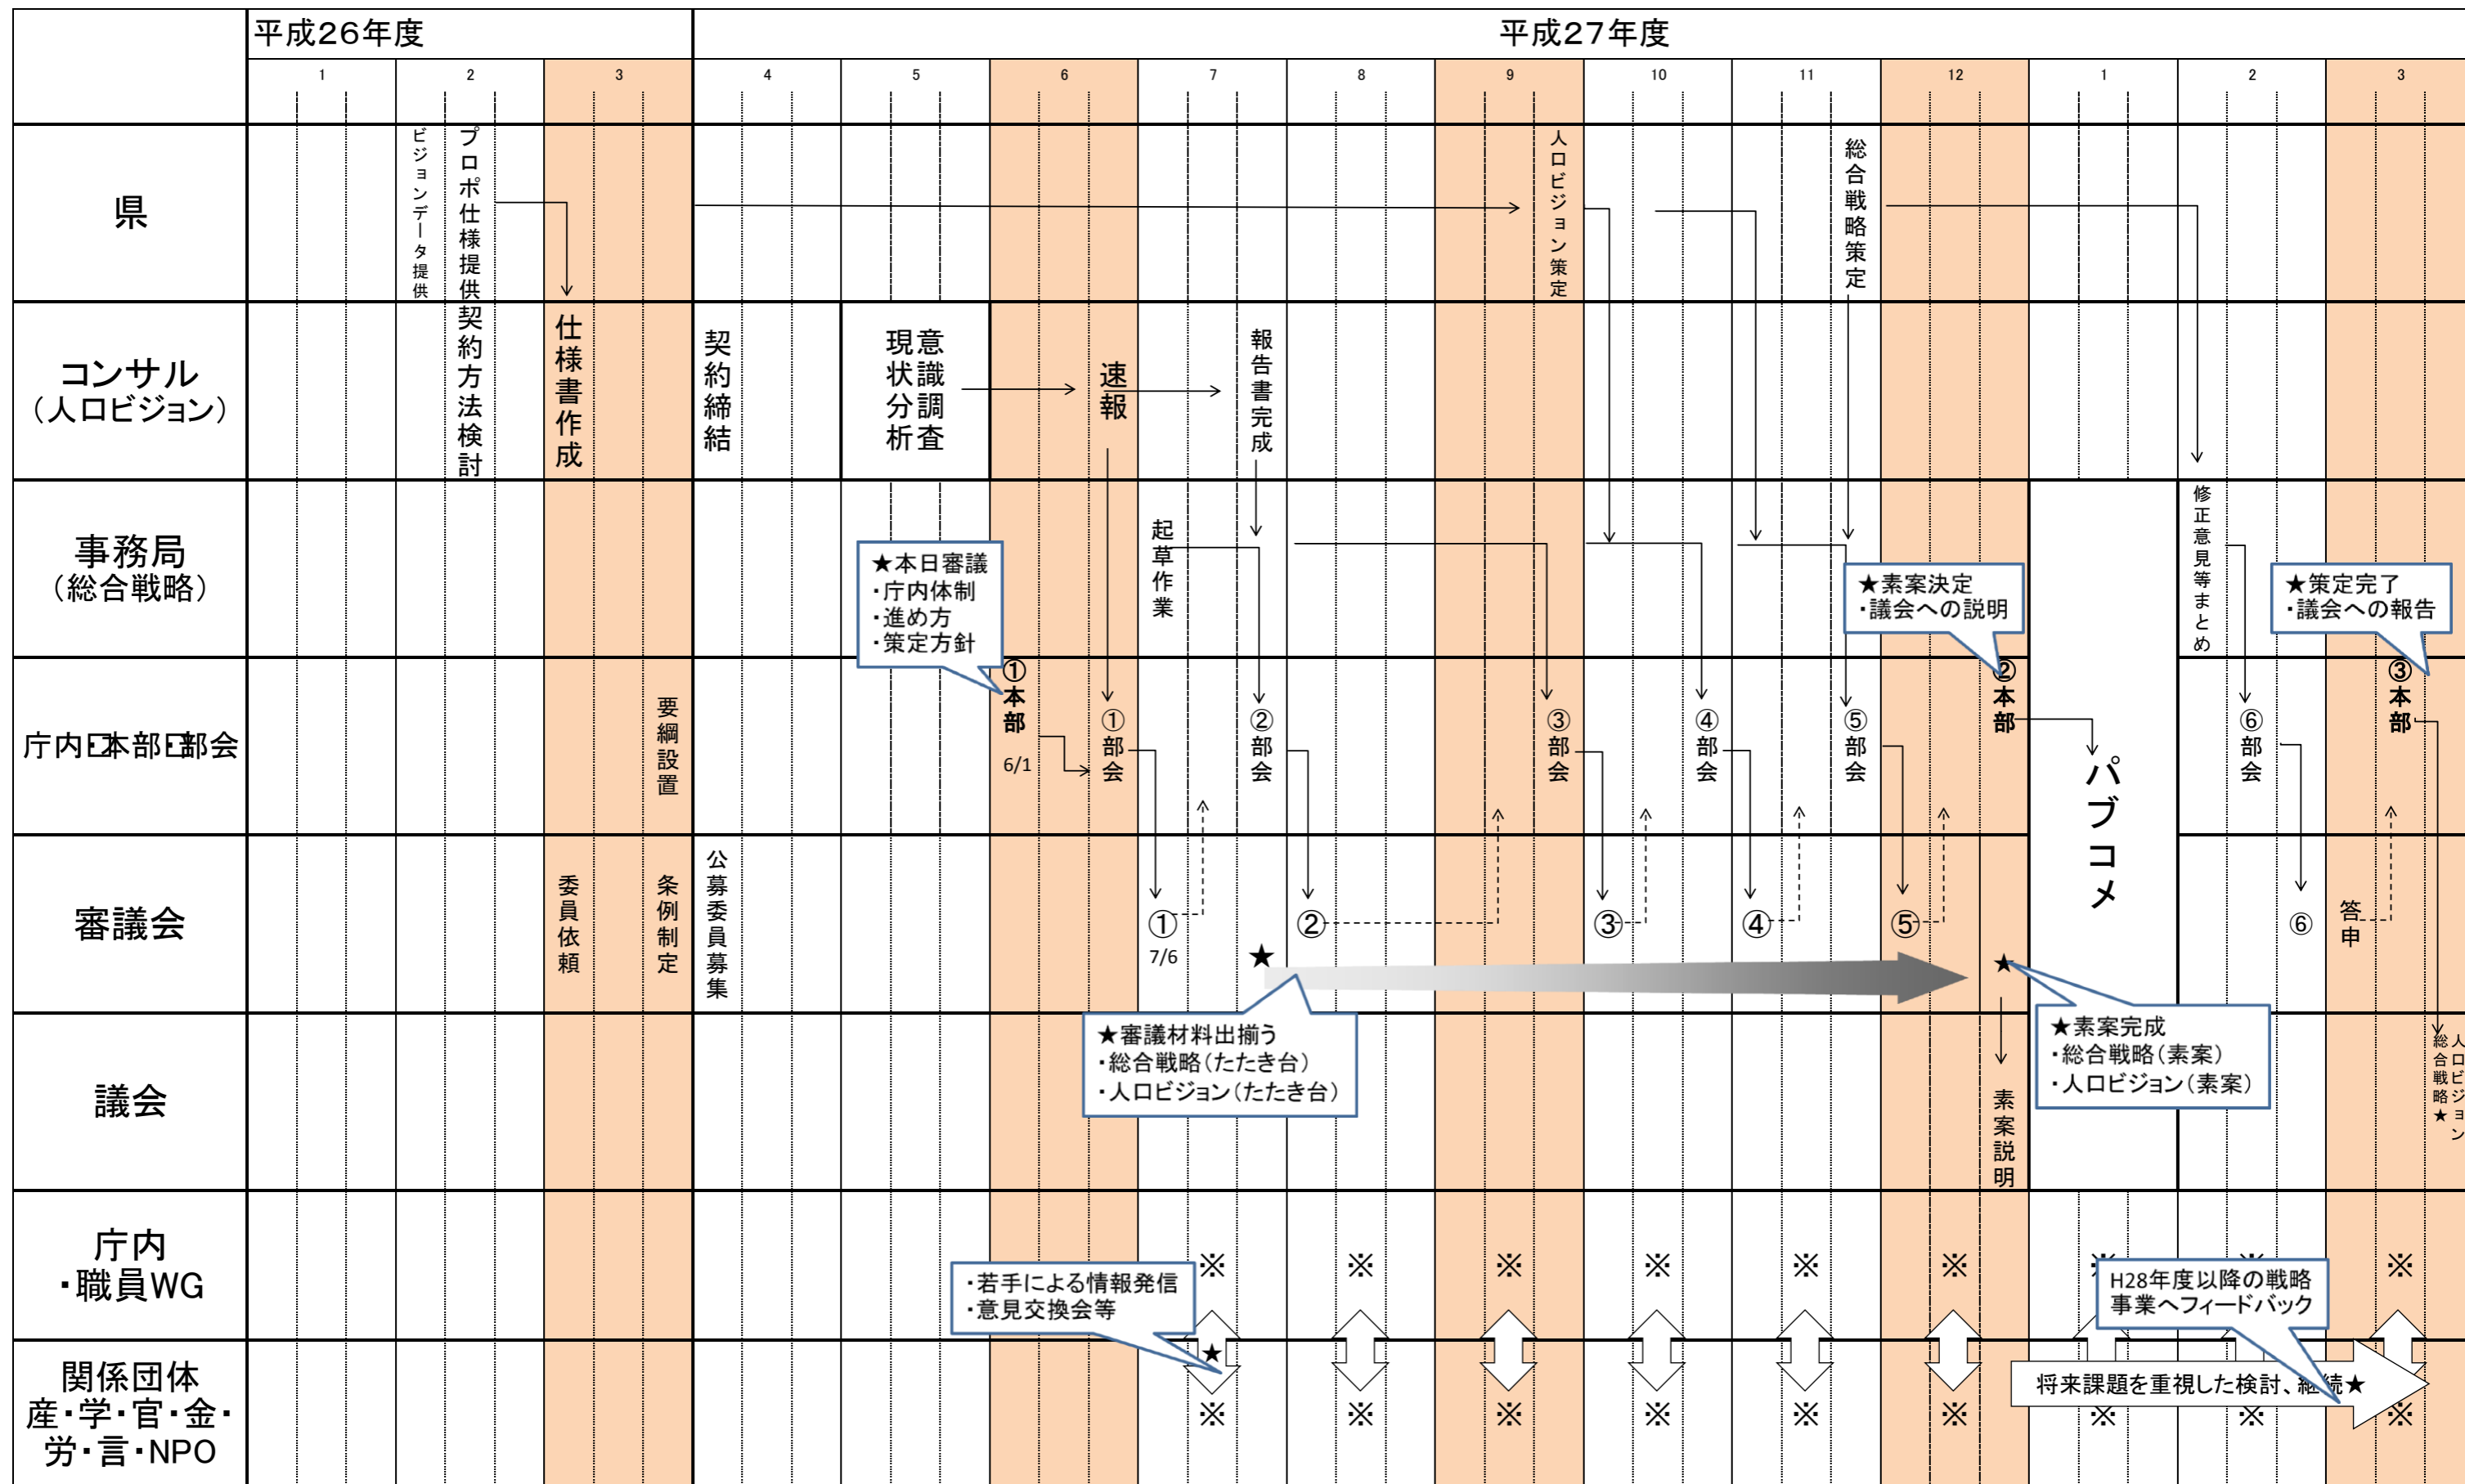 平成26年度
平成27年度
1
2
3
4
5
6
7
8
9
10
11
12
1
2
3
県
ビジョンデータ提供
プロポ仕様提供
人口ビジョン策定
総合戦略策定
コンサル
（人口ビジョン）
契約方法検討
仕様書作成
契約締結
意識調査
現状分析
速報
報告書完成
事務局
（総合戦略）
起草作業
修正意見等まとめ
★本日審議
・庁内体制
・進め方
・策定方針
★素案決定
・議会への説明
★策定完了
・議会への報告
庁内・本部・部会
要綱設置
①本部
6/1
①部会
②部会
③部会
④部会
⑤部会
②本部
パブコメ
⑥部会
③本部
審議会
委員依頼
条例制定
公募委員募集
①
7/6
★
②
③
④
⑤
★
⑥
答申
★審議材料出揃う
・総合戦略（たたき台）
・人口ビジョン（たたき台）
★素案完成
・総合戦略（素案）
・人口ビジョン（素案）
議会
素案説明
人口ビジョン
総合戦略★
庁内
・職員WG
※ ※ ※ ※ ※ ※ ※ ※ ※
・若手による情報発信
・意見交換会等
H28年度以降の戦略
事業へフィードバック
関係団体
産・学・官・金・
労・言・NPO
★
将来課題を重視した検討、継続★
※ ※ ※ ※ ※ ※ ※ ※ ※